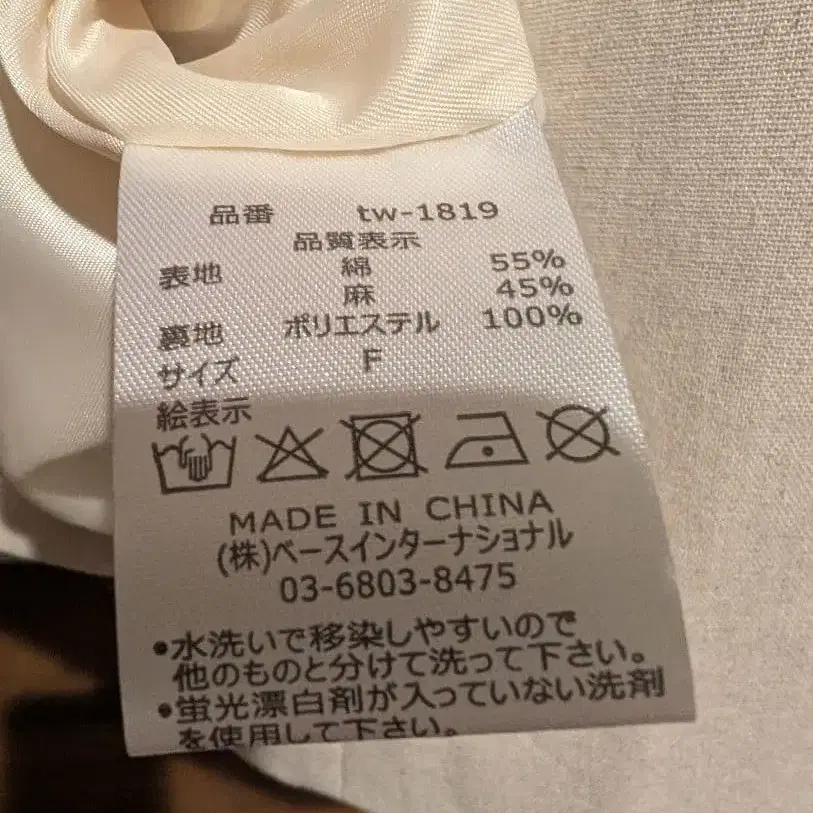 品番 tw-1819
品質表示
表地 綿 55%
麻 45%
裏地 ポリエステル 100%
サイズ F
絵表示
MADE IN CHINA
(株)ベースインターナショナル
03-6803-8475
•水洗いで移染しやすいので
他のものと分けて洗って下さい。
•蛍光漂白剤が入っていない洗剤
を使用して下さい。